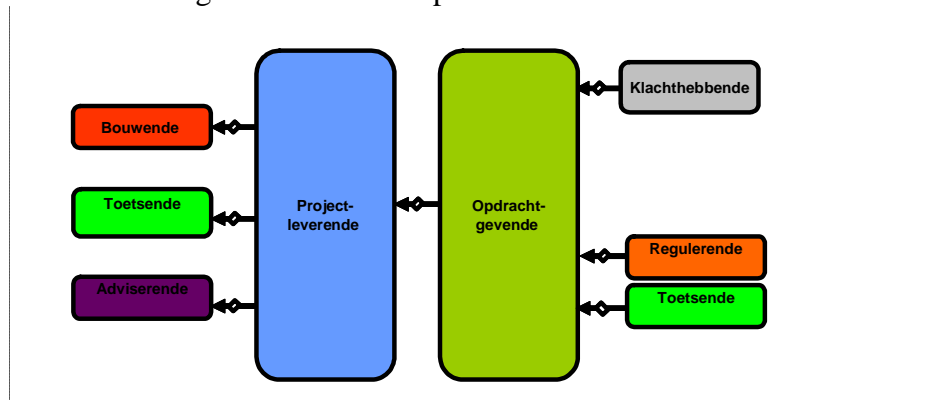 Klachthebbende
Bouwende
Toetsende
Project-
leverende
Opdracht-
gevende
Regulerende
Adviserende
Toetsende